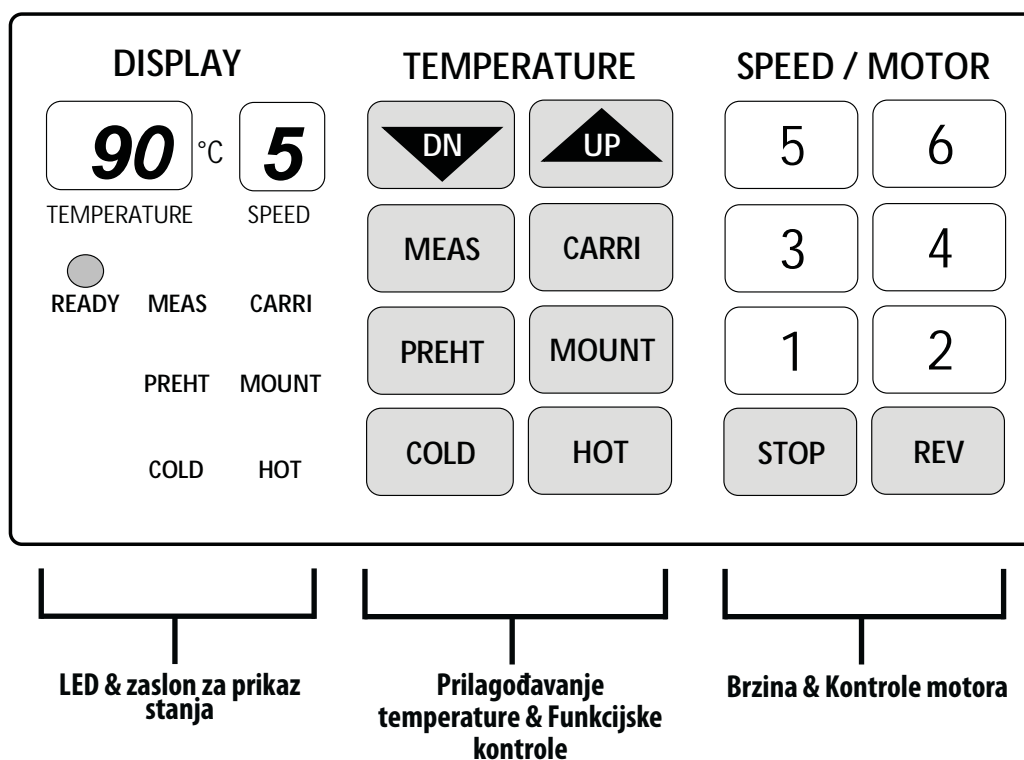 DISPLAY
90 °C 5
TEMPERATURE SPEED
READY MEAS CARRI
PREHT MOUNT
COLD HOT
TEMPERATURE
DN UP
MEAS CARRI
PREHT MOUNT
COLD HOT
SPEED / MOTOR
5 6
3 4
1 2
STOP REV
LED & zaslon za prikaz
stanja
Prilagođavanje
temperature & Funkcijske
kontrole
Brzina & Kontrole motora